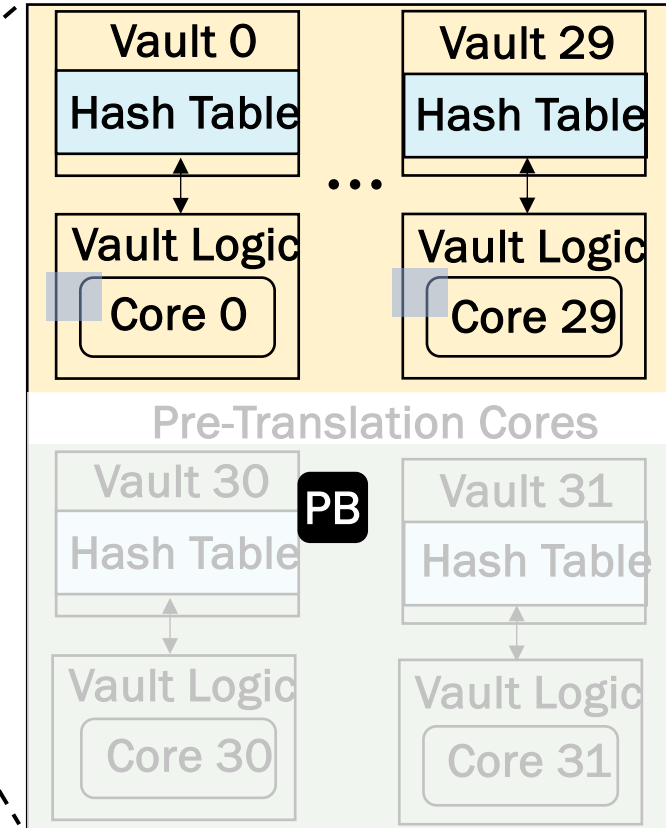 Vault 0
Hash Table
Vault Logic
Core 0
...
Vault 29
Hash Table
Vault Logic
Core 29
Pre-Translation Cores
Vault 30
Hash Table
Vault Logic
Core 30
PB
Vault 31
Hash Table
Vault Logic
Core 31